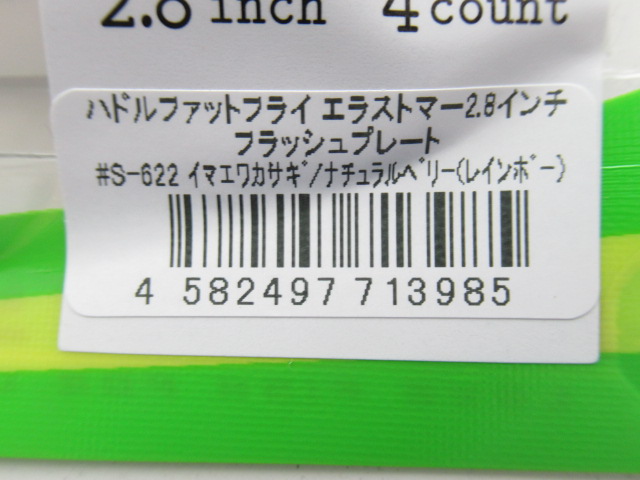 2.8 inch 4 count
ﾊﾄﾞﾙﾌｧｯﾄﾌﾗｲ ｴﾗｽﾄﾏｰ2.8ｲﾝﾁ
ﾌﾗｯｼｭﾌﾟﾚｰﾄ
#S-622 ｲﾏｴﾜｶｻｷﾞ/ﾅﾁｭﾗﾙﾍﾞﾘｰ(ﾚｲﾝﾎﾞｰ)
4 582497 713985